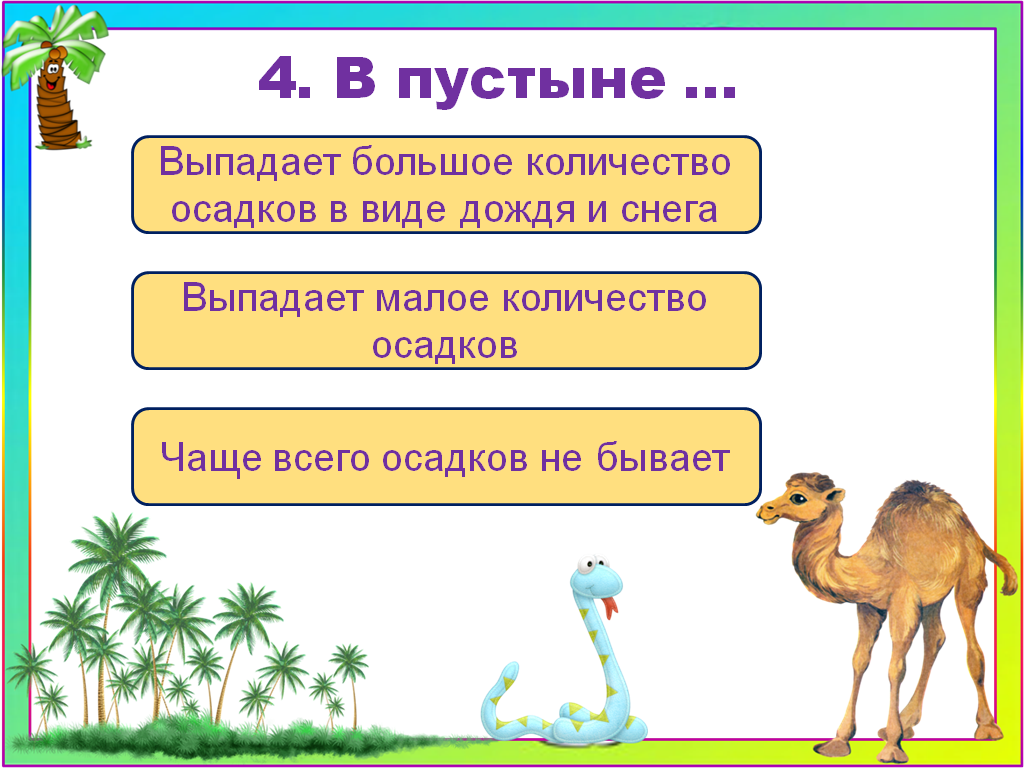 4. В пустыне ...
Выпадает большое количество
осадков в виде дождя и снега
Выпадает малое количество
осадков
Чаще всего осадков не бывает